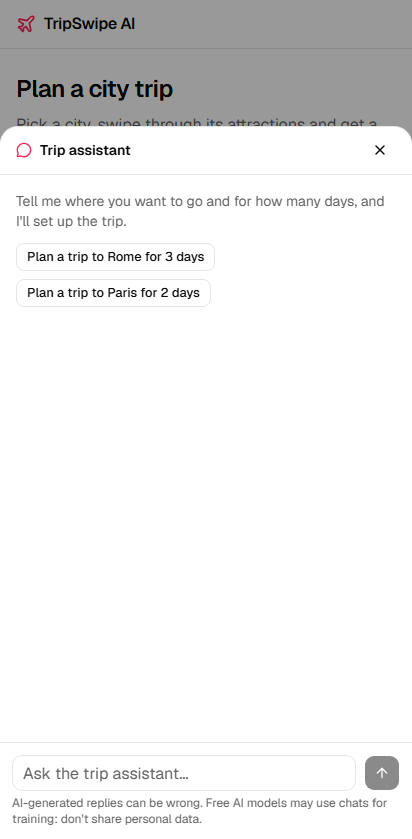 TripSwipe AI
Plan a city trip
Pick a city, swipe through its attractions and get a
Trip assistant
Tell me where you want to go and for how many days, and
I'll set up the trip.
Plan a trip to Rome for 3 days
Plan a trip to Paris for 2 days
Ask the trip assistant...
AI-generated replies can be wrong. Free AI models may use chats for
training: don't share personal data.